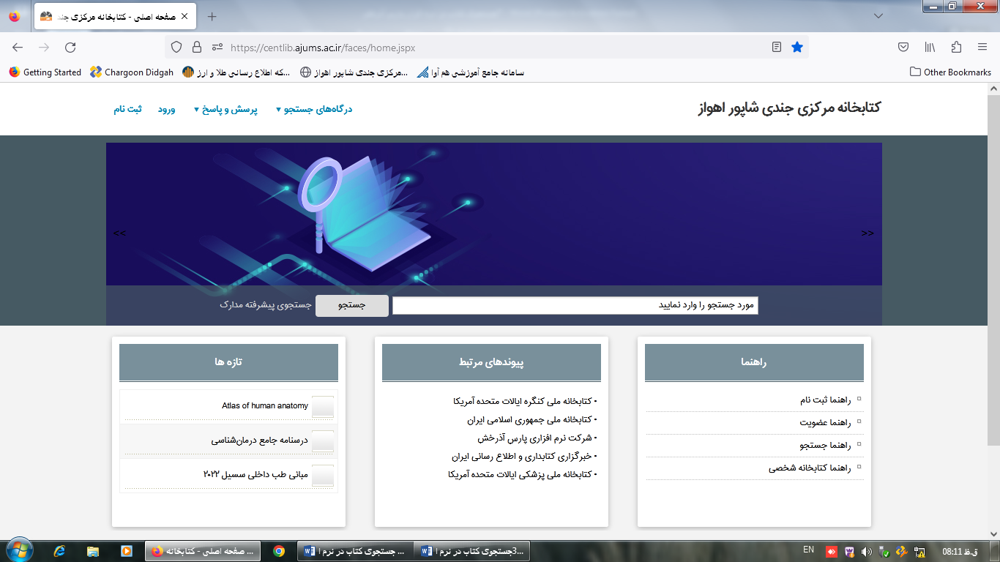 صفحه اصلی - کتابخانه مرکزی جند
https://centlib.ajums.ac.ir/faces/home.jspx
Getting Started
Chargoon Didgah
که اطلاع رسانی طلا و ارز...
مرکزی جندی شاپور اهواز...
سامانه جامع آموزشی هم آوا
Other Bookmarks
کتابخانه مرکزی جندی شاپور اهواز
درگاه‌های جستجو ▼
پرسش و پاسخ ▼
ورود
ثبت نام
<<
>>
مورد جستجو را وارد نمایید
جستجو
جستجوی پیشرفته مدارک
راهنما
راهنما ثبت نام
راهنما عضویت
راهنما جستجو
راهنما کتابخانه شخصی
پیوندهای مرتبط
• کتابخانه ملی کنگره ایالات متحده آمریکا
• کتابخانه ملی جمهوری اسلامی ایران
• شرکت نرم افزاری پارس آذرخش
• خبرگزاری کتابداری و اطلاع رسانی ایران
• کتابخانه ملی پزشکی ایالات متحده آمریکا
تازه ها
Atlas of human anatomy
درسنامه جامع درمان‌شناسی
مبانی طب داخلی سسیل ۲۰۲۲
صفحه اصلی - کتابخانه ...
جستجوی کتاب در نرم ا ...
3جستجوی کتاب در نرم ا...
EN
08:11 ق.ظ